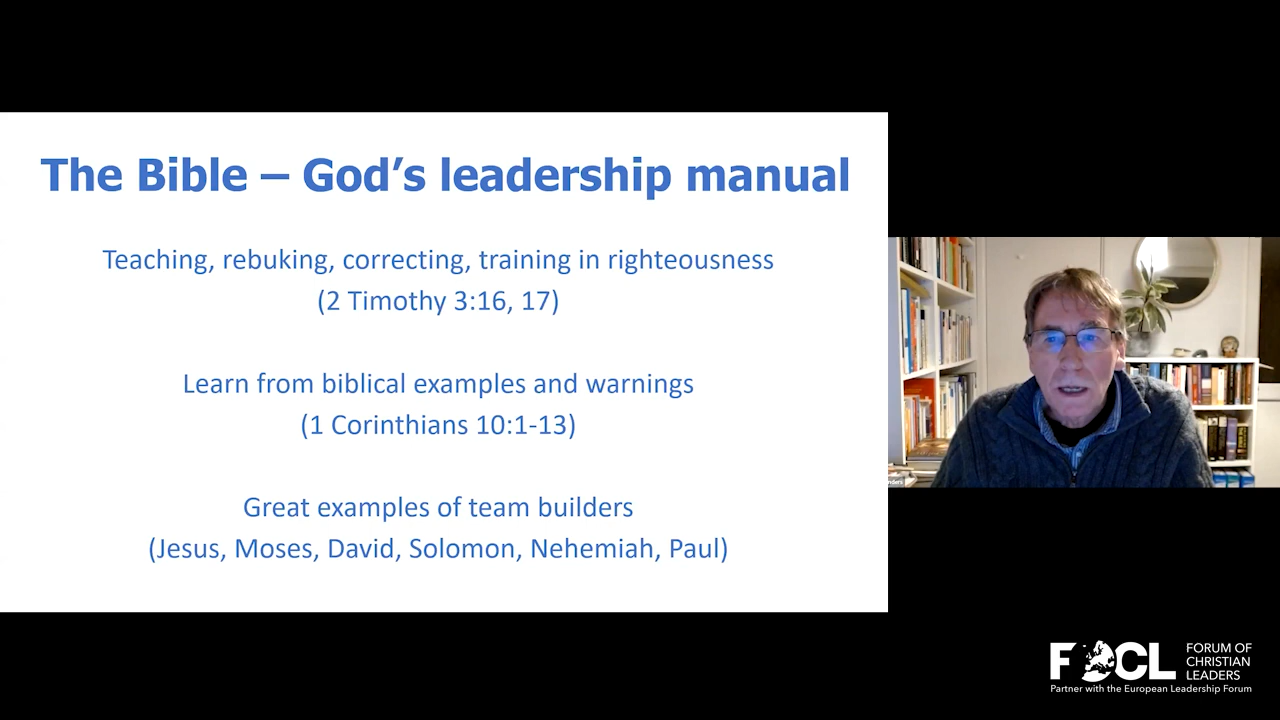 The Bible – God’s leadership manual
Teaching, rebuking, correcting, training in righteousness
(2 Timothy 3:16, 17)
Learn from biblical examples and warnings
(1 Corinthians 10:1-13)
Great examples of team builders
(Jesus, Moses, David, Solomon, Nehemiah, Paul)
FOCL
FORUM OF
CHRISTIAN
LEADERS
Partner with the European Leadership Forum